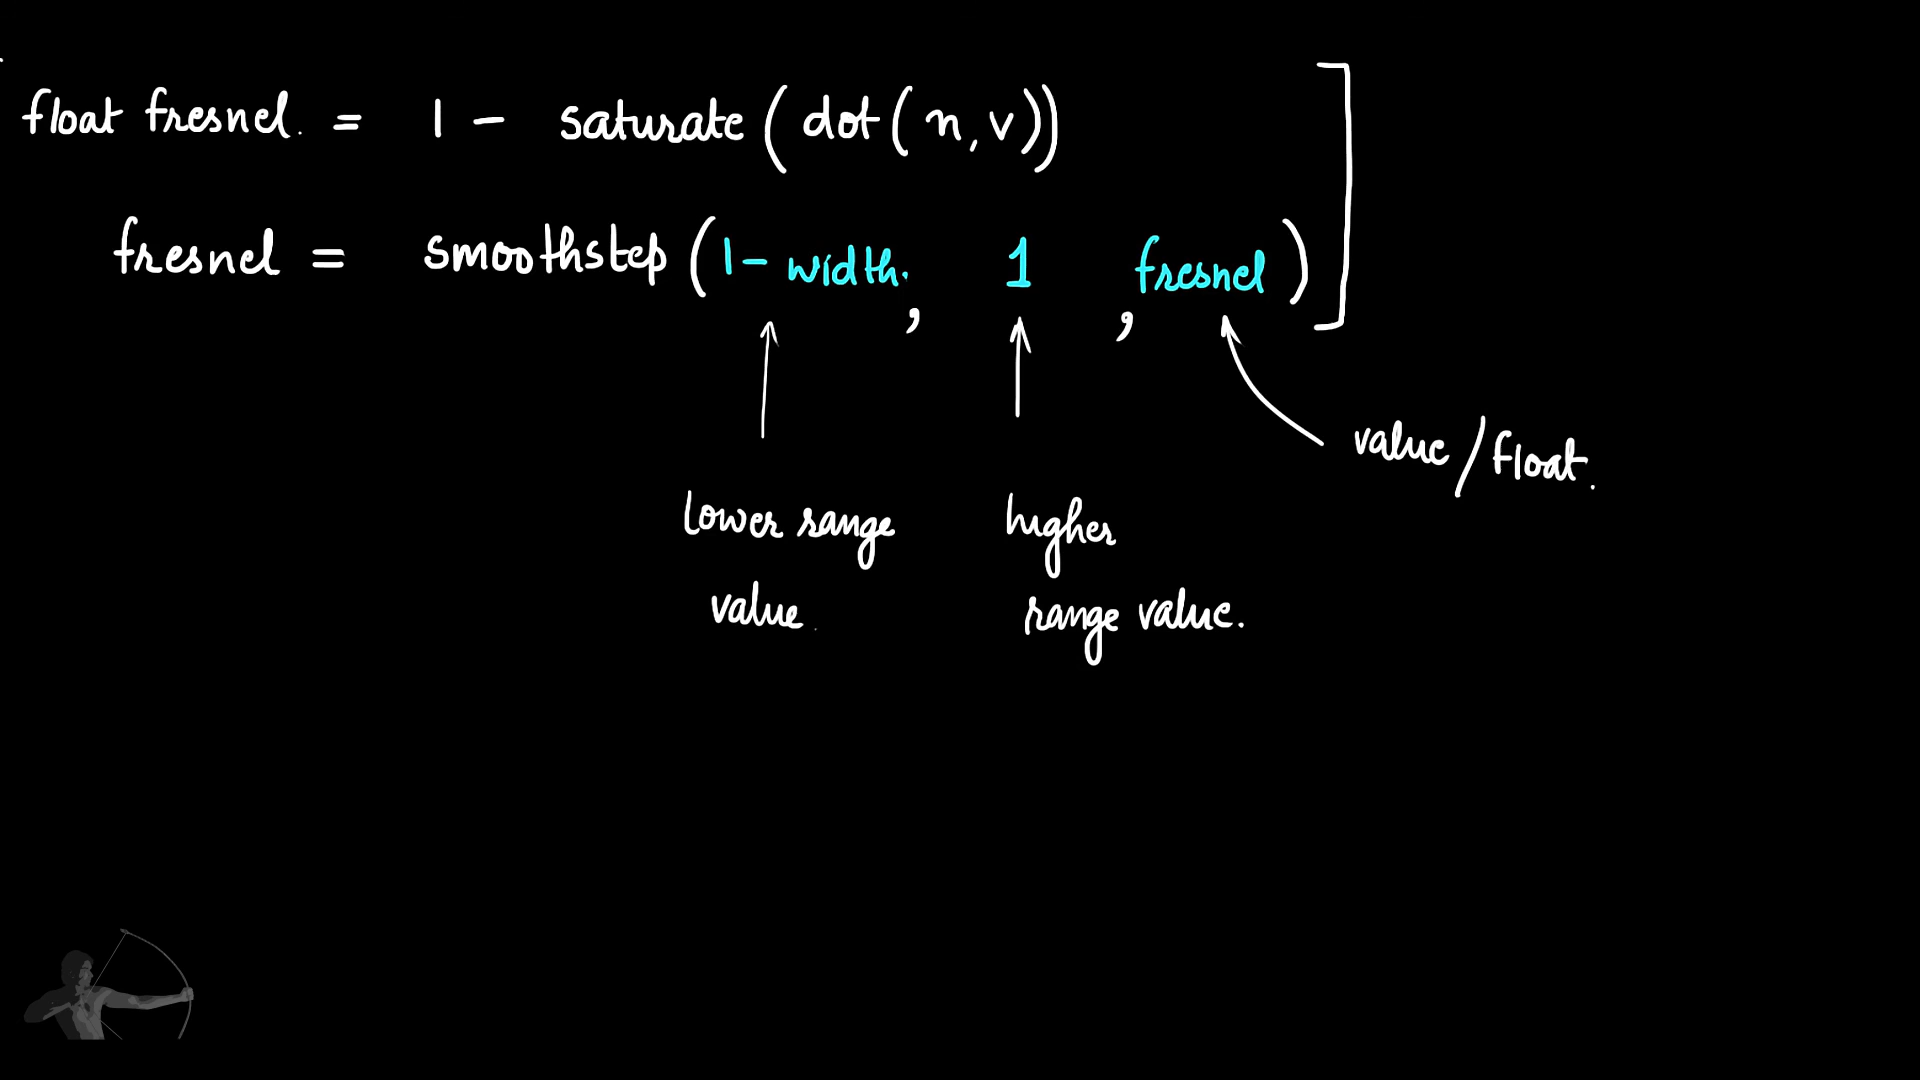 float fresnel. = 1 - saturate(dot(n,v))
fresnel = smoothstep(1-width, 1, fresnel)
value/float.
lower range
value.
higher
range value.